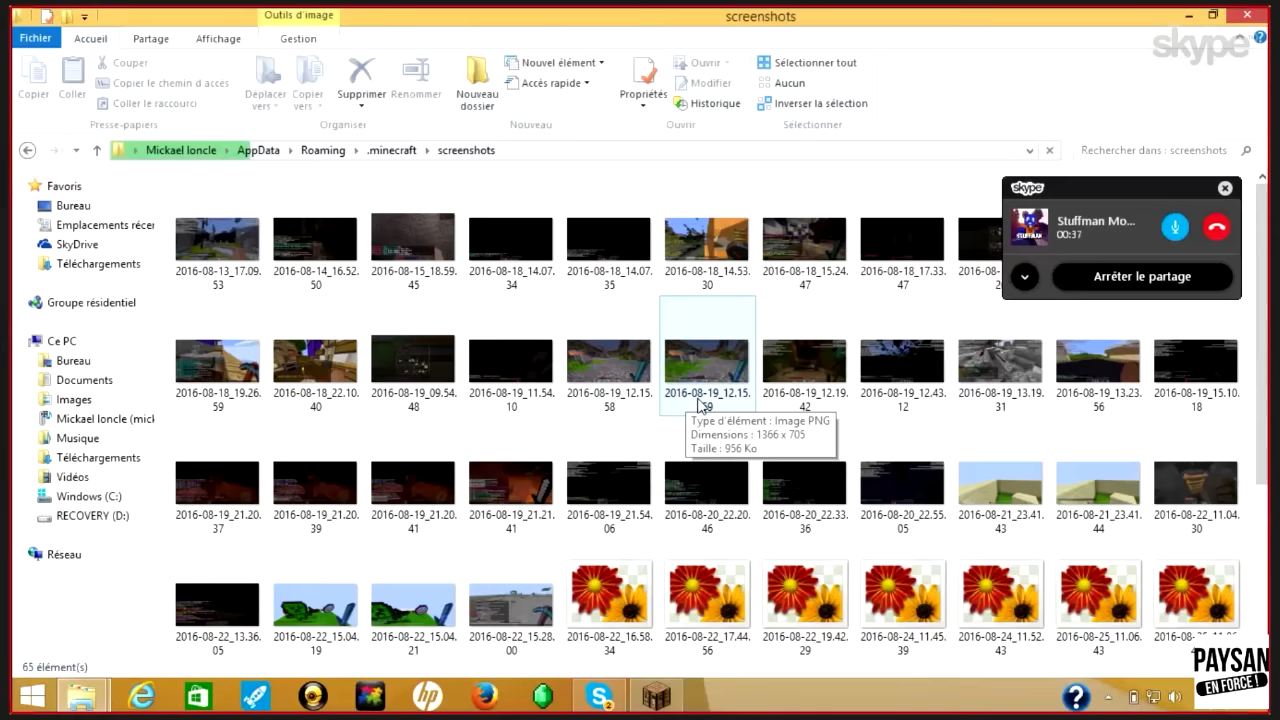 Outils d'image
screenshots
Fichier
Accueil
Partage
Affichage
Gestion
skype
Copier
Coller
Couper
Copier le chemin d'accès
Coller le raccourci
Presse-papiers
Déplacer vers
Copier vers
Supprimer
Renommer
Organiser
Nouveau dossier
Nouvel élément
Accès rapide
Nouveau
Propriétés
Ouvrir
Modifier
Historique
Ouvrir
Sélectionner tout
Aucun
Inverser la sélection
Sélectionner
Mickael loncle
AppData
Roaming
.minecraft
screenshots
Rechercher dans : screenshots
Favoris
Bureau
Emplacements récer
SkyDrive
Téléchargements
Groupe résidentiel
Ce PC
Bureau
Documents
Images
Mickael loncle (mick
Musique
Téléchargements
Vidéos
Windows (C:)
RECOVERY (D:)
Réseau
skype
Stuffman Mo...
00:37
STUFFMAN
Arrêter le partage
2016-08-13_17.09.53
2016-08-14_16.52.50
2016-08-15_18.59.45
2016-08-18_14.07.34
2016-08-18_14.07.35
2016-08-18_14.53.30
2016-08-18_15.24.47
2016-08-18_17.33.47
2016-08-18_19.26.59
2016-08-18_22.10.40
2016-08-19_09.54.48
2016-08-19_11.54.10
2016-08-19_12.15.58
2016-08-19_12.15.59
2016-08-19_12.19.42
2016-08-19_12.43.12
2016-08-19_13.19.31
2016-08-19_13.23.56
2016-08-19_15.10.18
Type d'élément : Image PNG
Dimensions : 1366 x 705
Taille : 956 Ko
2016-08-19_21.20.37
2016-08-19_21.20.39
2016-08-19_21.20.41
2016-08-19_21.21.41
2016-08-19_21.54.06
2016-08-20_22.20.46
2016-08-20_22.33.36
2016-08-20_22.55.05
2016-08-21_23.41.43
2016-08-21_23.41.44
2016-08-22_11.04.30
2016-08-22_13.36.05
2016-08-22_15.04.19
2016-08-22_15.04.21
2016-08-22_15.28.00
2016-08-22_16.58.34
2016-08-22_17.44.56
2016-08-22_19.42.29
2016-08-24_11.45.39
2016-08-24_11.52.43
2016-08-25_11.06.43
65 élément(s)
PAYSAN
EN FORCE !